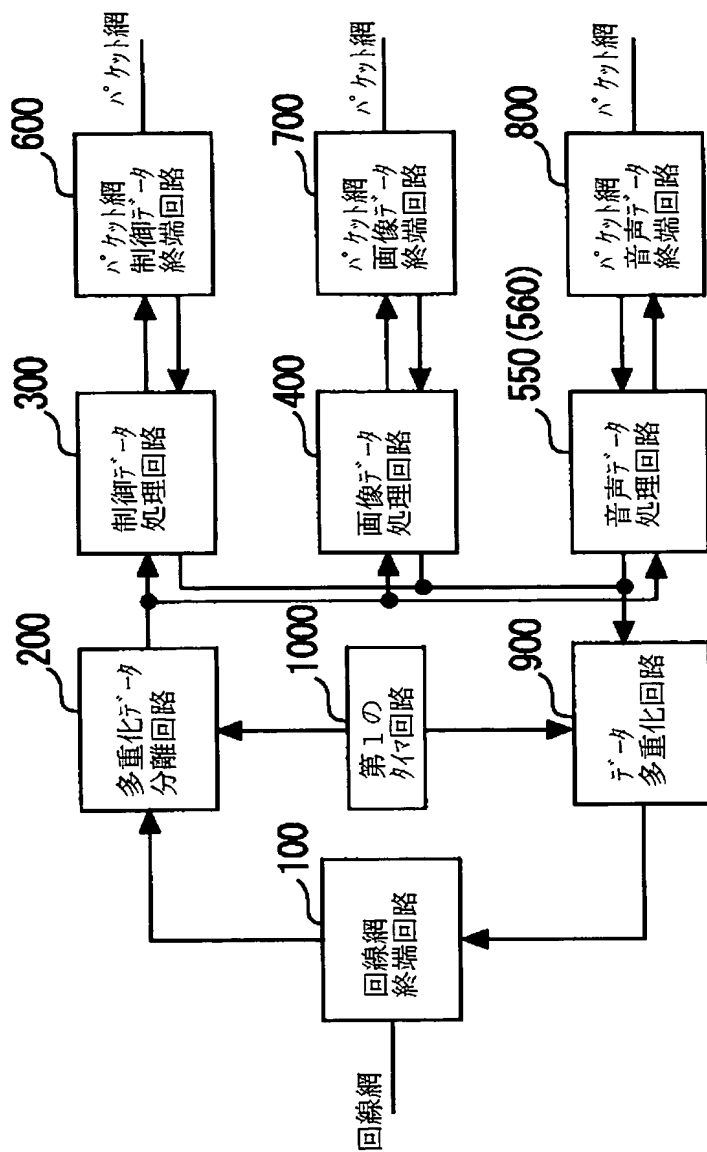 回線網
100
回線網
終端回路
200
多重化データ
分離回路
1000
第１の
タイマ回路
900
データ
多重化回路
300
制御データ
処理回路
400
画像データ
処理回路
550(560)
音声データ
処理回路
600
パケット網
制御データ
終端回路
パケット網
700
パケット網
画像データ
終端回路
パケット網
800
パケット網
音声データ
終端回路
パケット網